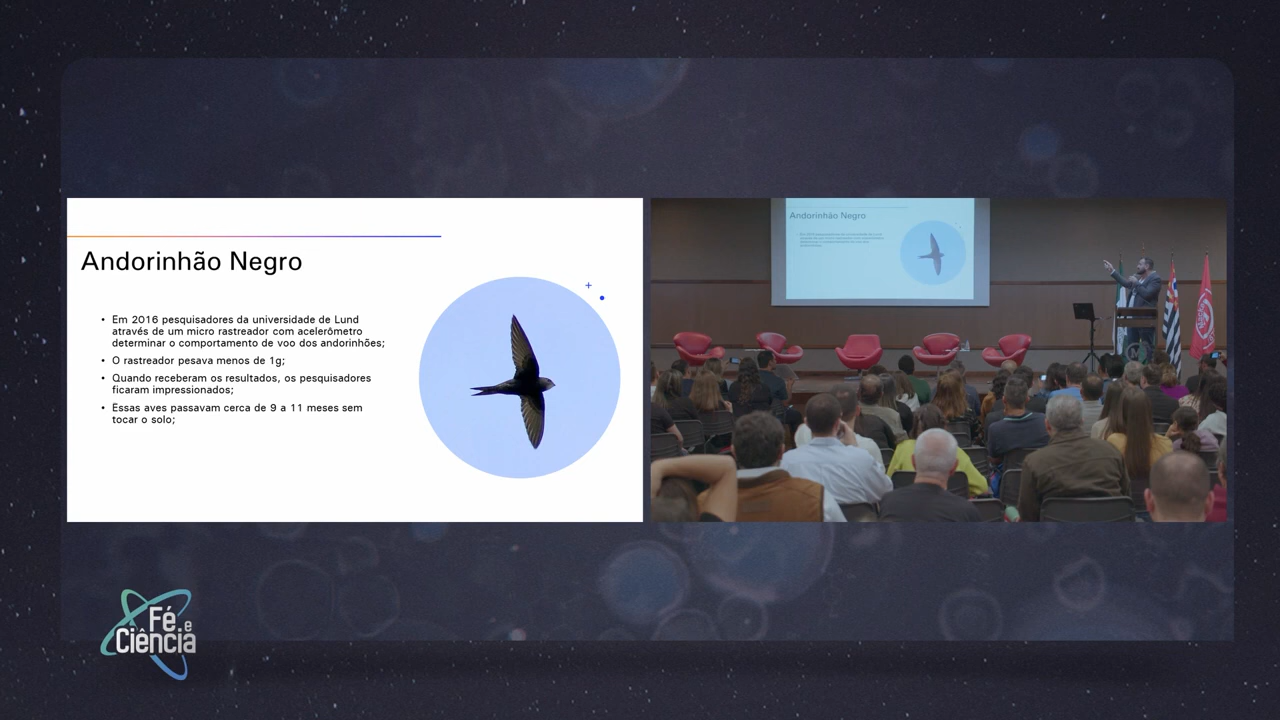 Andorinhão Negro
• Em 2016 pesquisadores da universidade de Lund
através de um micro rastreador com acelerômetro
determinar o comportamento de voo dos andorinhões;
• O rastreador pesava menos de 1g;
• Quando receberam os resultados, os pesquisadores
ficaram impressionados;
• Essas aves passavam cerca de 9 a 11 meses sem
tocar o solo;
Andorinhão Negro
Fé e
Ciência